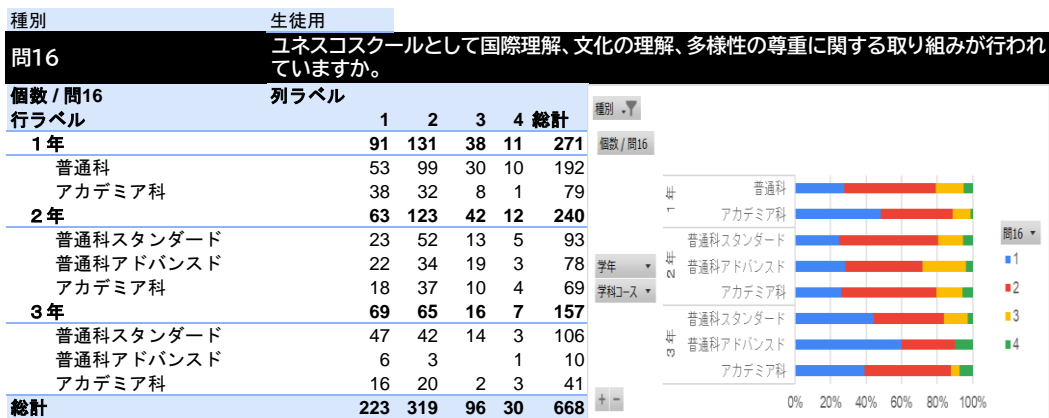 種別 生徒用
問16 ユネスコスクールとして国際理解、文化の理解、多様性の尊重に関する取り組みが行われ
ていますか。
個数 / 問16 列ラベル
行ラベル 1 2 3 4 総計
１年 91 131 38 11 271
普通科 53 99 30 10 192
アカデミア科 38 32 8 1 79
２年 63 123 42 12 240
普通科スタンダード 23 52 13 5 93
普通科アドバンスド 22 34 19 3 78
アカデミア科 18 37 10 4 69
３年 69 65 16 7 157
普通科スタンダード 47 42 14 3 106
普通科アドバンスド 6 3 1 10
アカデミア科 16 20 2 3 41
総計 223 319 96 30 668
種別
個数 / 問16
学年
学科コース
１年
普通科
アカデミア科
２年
普通科スタンダード
普通科アドバンスド
アカデミア科
３年
普通科スタンダード
普通科アドバンスド
アカデミア科
0% 20% 40% 60% 80% 100%
問16
1
2
3
4
+ −